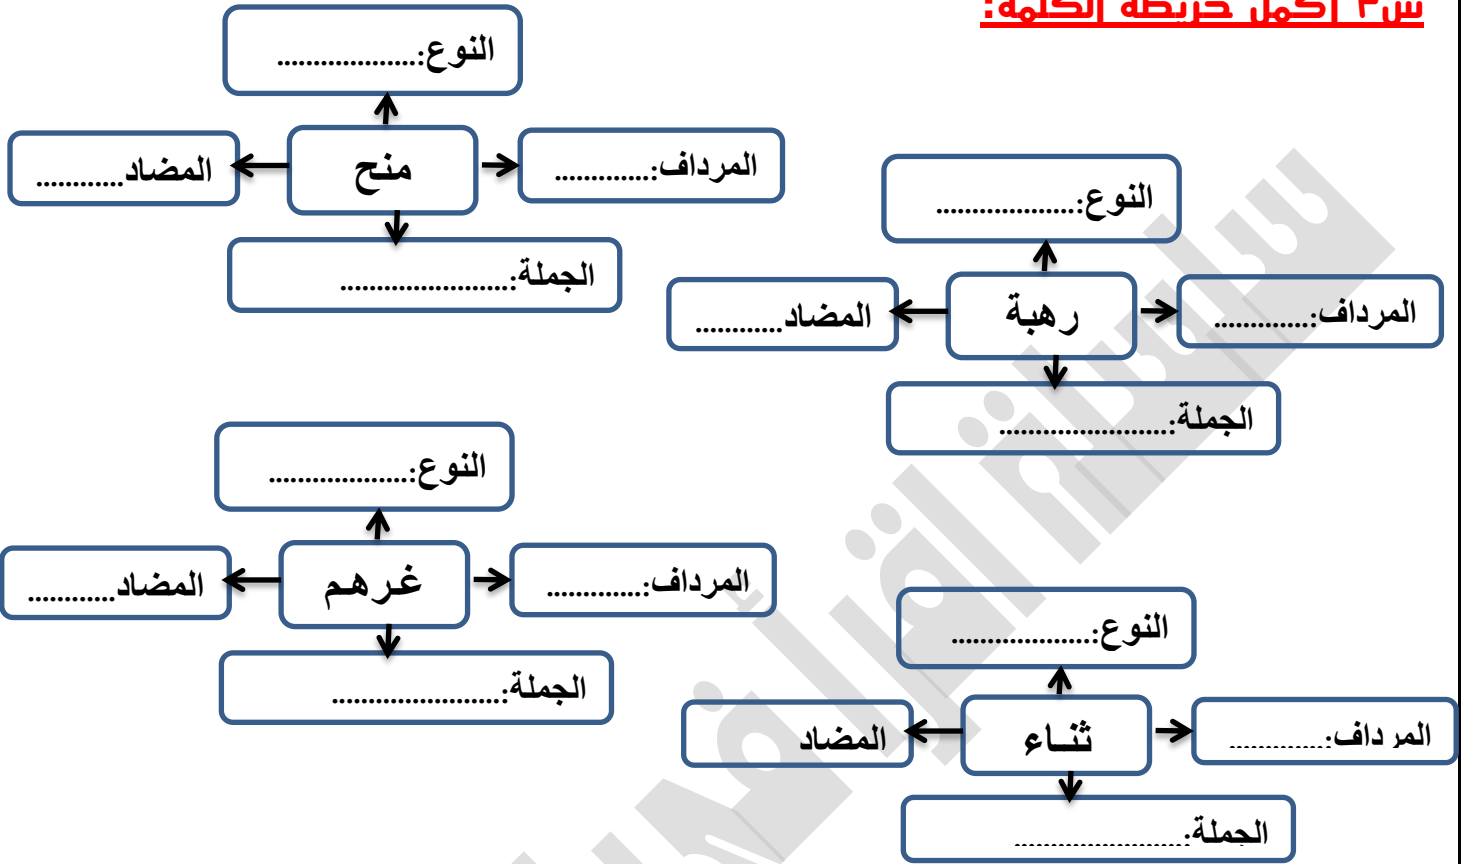 س٣ أكمل خريطة الكلمة:
النوع:...................
المرداف:.............
منح
المضاد............
الجملة:.......................
النوع:...................
المرداف:.............
رهبة
المضاد............
الجملة:.......................
النوع:...................
المرداف:.............
غرهم
المضاد............
الجملة:.......................
النوع:...................
المرداف:.............
ثنـاء
المضاد
الجملة:.......................